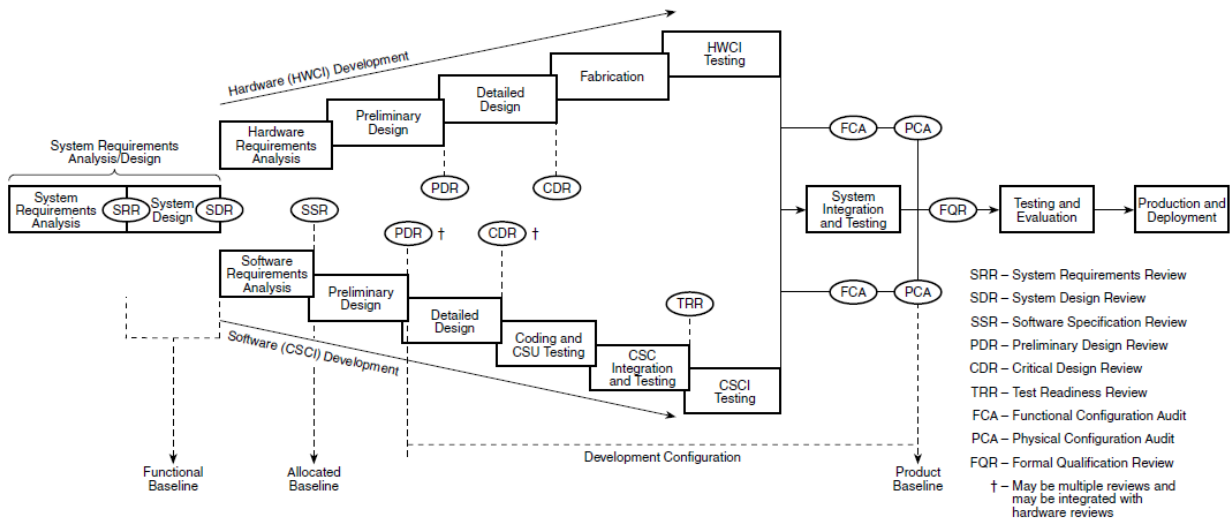 HWCI
Testing
Fabrication
Hardware (HWCI) Development
Detailed
Design
Preliminary
Design
Hardware
Requirements
Analysis
FCA
PCA
System Requirements
Analysis/Design
PDR
CDR
System
Requirements
Analysis
SRR
System
Design
SDR
SSR
System
Integration
and Testing
FQR
Testing and
Evaluation
Production and
Deployment
PDR †
CDR †
Software
Requirements
Analysis
Preliminary
Design
Detailed
Design
Coding and
CSU Testing
CSC
Integration
and Testing
TRR
CSCI
Testing
FCA
PCA
Software (CSCI) Development
SRR – System Requirements Review
SDR – System Design Review
SSR – Software Specification Review
PDR – Preliminary Design Review
CDR – Critical Design Review
TRR – Test Readiness Review
FCA – Functional Configuration Audit
PCA – Physical Configuration Audit
FQR – Formal Qualification Review
† – May be multiple reviews and
may be integrated with
hardware reviews
Development Configuration
Functional
Baseline
Allocated
Baseline
Product
Baseline